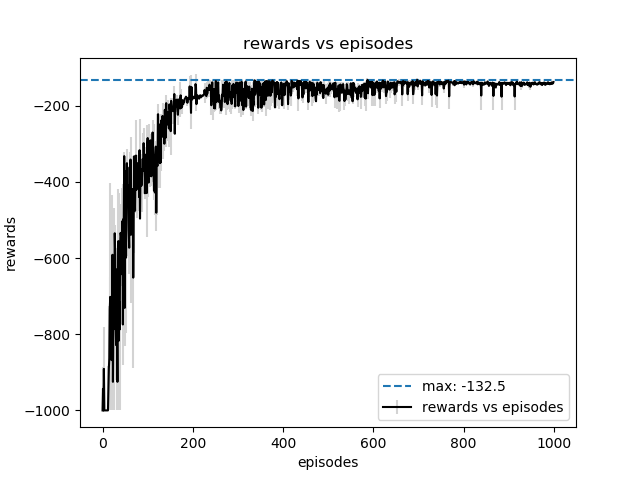 rewards vs episodes
rewards
−200
−400
−600
−800
−1000
0
200
400
600
800
1000
episodes
max: -132.5
rewards vs episodes